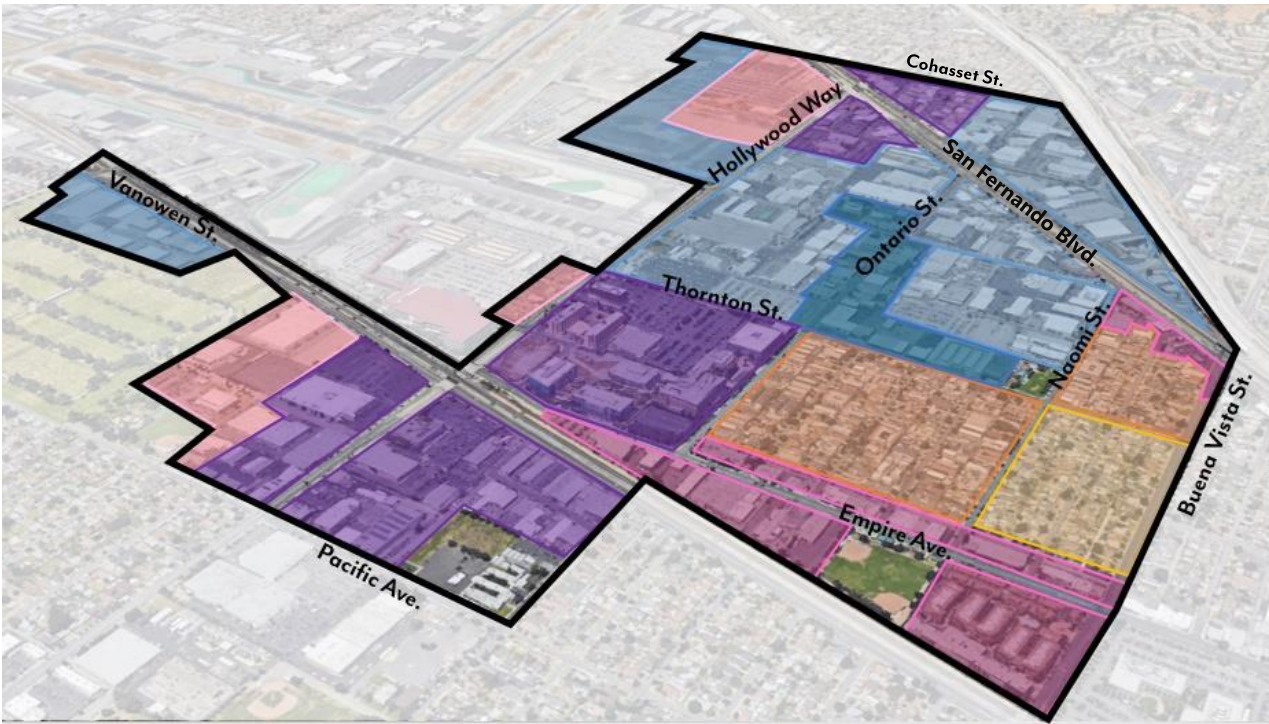 Cohasset St.
Hollywood Way
San Fernando Blvd.
Vanowen St.
Ontario St.
Thornton St.
Naomi St.
Buena Vista St.
Empire Ave.
Pacific Ave.